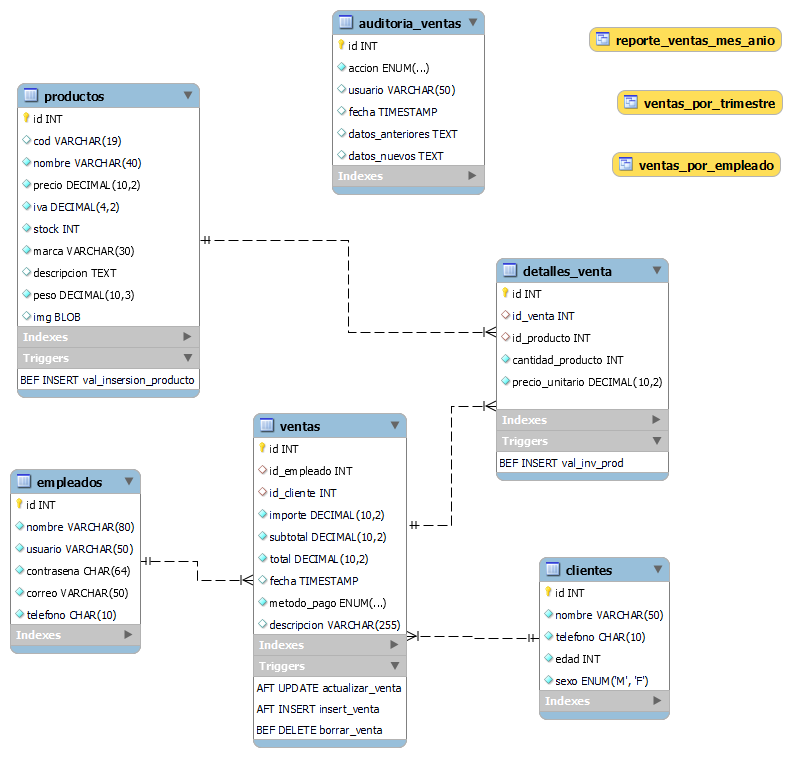 auditoria_ventas
id INT
accion ENUM(...)
usuario VARCHAR(50)
fecha TIMESTAMP
datos_anteriores TEXT
datos_nuevos TEXT
Indexes
reporte_ventas_mes_anio
ventas_por_trimestre
ventas_por_empleado
productos
id INT
cod VARCHAR(19)
nombre VARCHAR(40)
precio DECIMAL(10,2)
iva DECIMAL(4,2)
stock INT
marca VARCHAR(30)
descripcion TEXT
peso DECIMAL(10,3)
img BLOB
Indexes
Triggers
BEF INSERT val_insersion_producto
detalles_venta
id INT
id_venta INT
id_producto INT
cantidad_producto INT
precio_unitario DECIMAL(10,2)
Indexes
Triggers
BEF INSERT val_inv_prod
ventas
id INT
id_empleado INT
id_cliente INT
importe DECIMAL(10,2)
subtotal DECIMAL(10,2)
total DECIMAL(10,2)
fecha TIMESTAMP
metodo_pago ENUM(...)
descripcion VARCHAR(255)
Indexes
Triggers
AFT UPDATE actualizar_venta
AFT INSERT insert_venta
BEF DELETE borrar_venta
empleados
id INT
nombre VARCHAR(80)
usuario VARCHAR(50)
contrasena CHAR(64)
correo VARCHAR(50)
telefono CHAR(10)
Indexes
clientes
id INT
nombre VARCHAR(50)
telefono CHAR(10)
edad INT
sexo ENUM('M', 'F')
Indexes